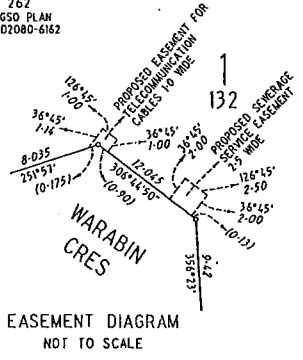 262
GSO PLAN
D2080-6162
PROPOSED EASEMENT FOR
TELECOMMUNICATION
CABLES 1·0 WIDE
1
132
126°45'
1·00
36°45'
1·14
36°45'
1·00
36°45'
2·00
PROPOSED SEWERAGE
SERVICE EASEMENT
2·5
WIDE
126°45'
2·50
36°45'
2·00
8·035
251°57'
(0·175)
(0·90)
12·045
306°44'50"
(0·13)
WARABIN
CRES
9·42
356°23'
EASEMENT DIAGRAM
NOT TO SCALE